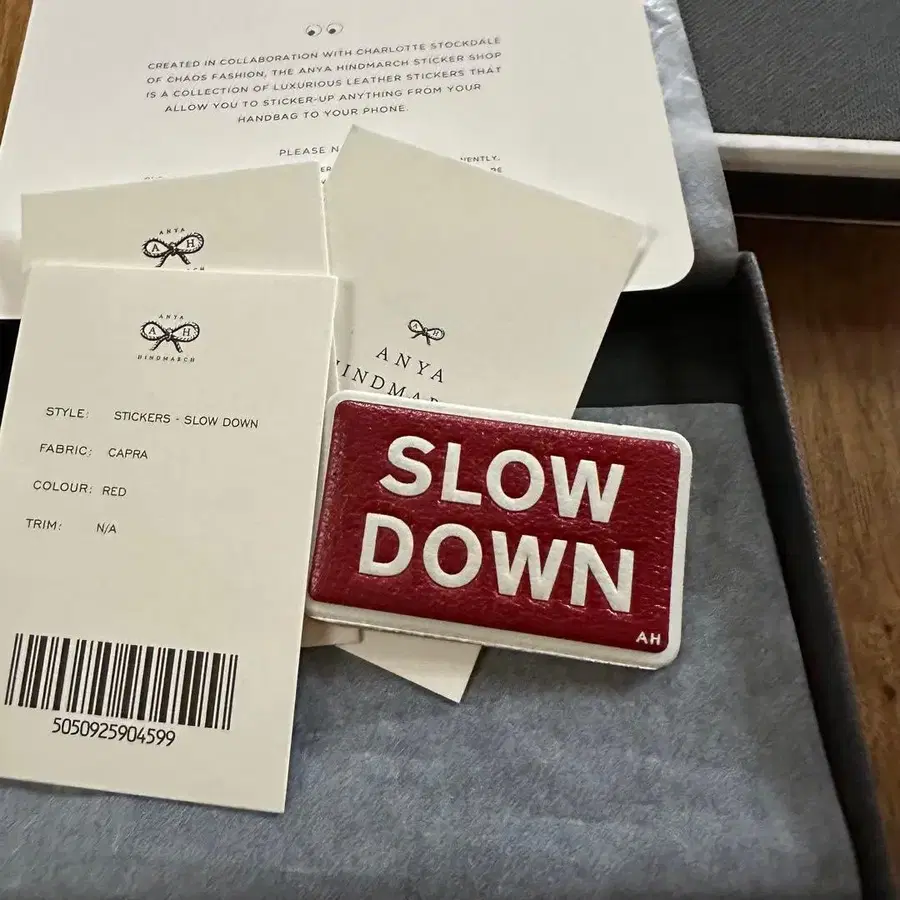 CREATED IN COLLABORATION WITH CHARLOTTE STOCKDALE
OF CHAOS FASHION, THE ANYA HINDMARCH STICKER SHOP
IS A COLLECTION OF LUXURIOUS LEATHER STICKERS THAT
ALLOW YOU TO STICKER-UP ANYTHING FROM YOUR
HANDBAG TO YOUR PHONE.
PLEASE
ANYA
A H
ANYA
A H
HINDMARCH
A H
ANYA
STYLE: STICKERS - SLOW DOWN
FABRIC: CAPRA
COLOUR: RED
TRIM: N/A
5050925904599
SLOW
DOWN
AH